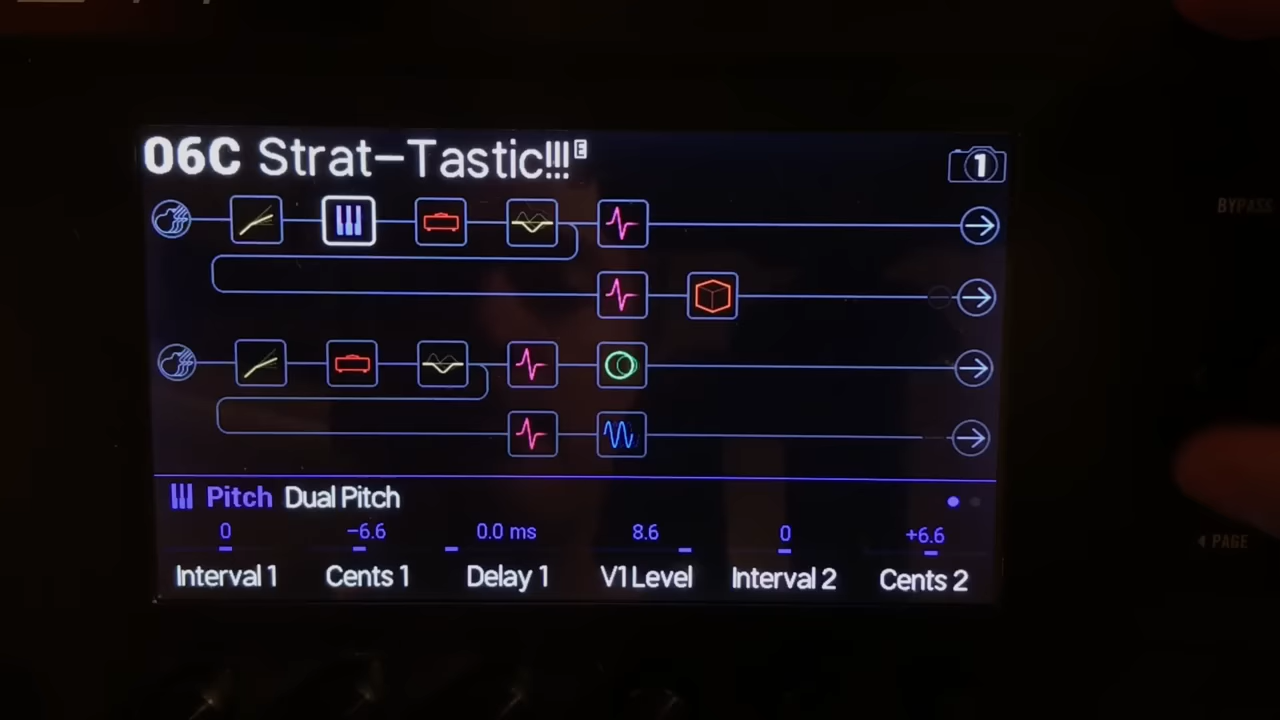 06C Strat-Tastic!!! E
1
BYPASS
Pitch Dual Pitch
0 -6.6 0.0 ms 8.6 0 +6.6
Interval 1 Cents 1 Delay 1 V1 Level Interval 2 Cents 2
◄ PAGE